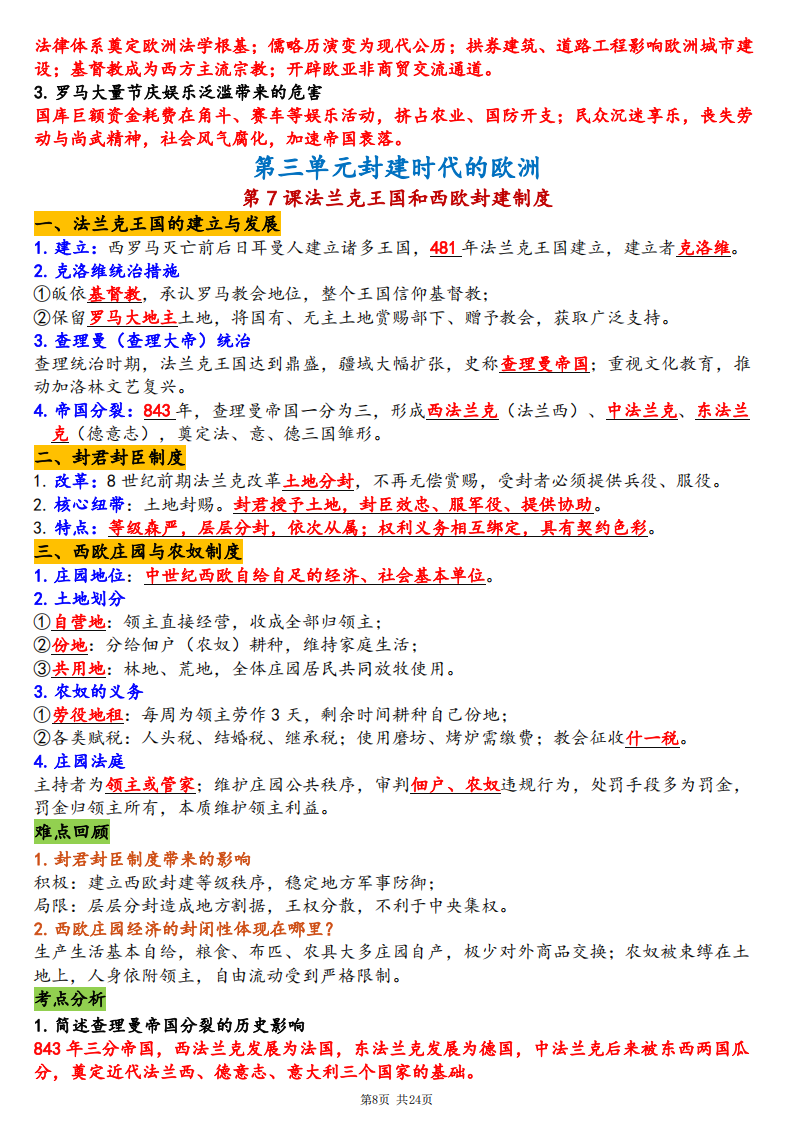 法律体系奠定欧洲法学根基；儒略历演变为现代公历；拱券建筑、道路工程影响欧洲城市建
设；基督教成为西方主流宗教；开辟欧亚非商贸交流通道。
3. 罗马大量节庆娱乐泛滥带来的危害
国库巨额资金耗费在角斗、赛车等娱乐活动，挤占农业、国防开支；民众沉迷享乐，丧失劳
动与尚武精神，社会风气腐化，加速帝国衰落。
第三单元封建时代的欧洲
第 7 课法兰克王国和西欧封建制度
一、法兰克王国的建立与发展
1. 建立：西罗马灭亡前后日耳曼人建立诸多王国，481 年法兰克王国建立，建立者克洛维。
2. 克洛维统治措施
①皈依基督教，承认罗马教会地位，整个王国信仰基督教；
②保留罗马大地主土地，将国有、无主土地赏赐部下、赠予教会，获取广泛支持。
3. 查理曼（查理大帝）统治
查理统治时期，法兰克王国达到鼎盛，疆域大幅扩张，史称查理曼帝国；重视文化教育，推
动加洛林文艺复兴。
4. 帝国分裂：843 年，查理曼帝国一分为三，形成西法兰克（法兰西）、中法兰克、东法兰
克（德意志），奠定法、意、德三国雏形。
二、封君封臣制度
1. 改革：8 世纪前期法兰克改革土地分封，不再无偿赏赐，受封者必须提供兵役、服役。
2. 核心纽带：土地封赐。封君授予土地，封臣效忠、服军役、提供协助。
3. 特点：等级森严，层层分封，依次从属；权利义务相互绑定，具有契约色彩。
三、西欧庄园与农奴制度
1. 庄园地位：中世纪西欧自给自足的经济、社会基本单位。
2. 土地划分
①自营地：领主直接经营，收成全部归领主；
②份地：分给佃户（农奴）耕种，维持家庭生活；
③共用地：林地、荒地，全体庄园居民共同放牧使用。
3. 农奴的义务
①劳役地租：每周为领主劳作 3 天，剩余时间耕种自己份地；
②各类赋税：人头税、结婚税、继承税；使用磨坊、烤炉需缴费；教会征收什一税。
4. 庄园法庭
主持者为领主或管家；维护庄园公共秩序，审判佃户、农奴违规行为，处罚手段多为罚金，
罚金归领主所有，本质维护领主利益。
难点回顾
1. 封君封臣制度带来的影响
积极：建立西欧封建等级秩序，稳定地方军事防御；
局限：层层分封造成地方割据，王权分散，不利于中央集权。
2. 西欧庄园经济的封闭性体现在哪里？
生产生活基本自给，粮食、布匹、农具大多庄园自产，极少对外商品交换；农奴被束缚在土
地上，人身依附领主，自由流动受到严格限制。
考点分析
1. 简述查理曼帝国分裂的历史影响
843 年三分帝国，西法兰克发展为法国，东法兰克发展为德国，中法兰克后来被东西两国瓜
分，奠定近代法兰西、德意志、意大利三个国家的基础。
第8页 共24页